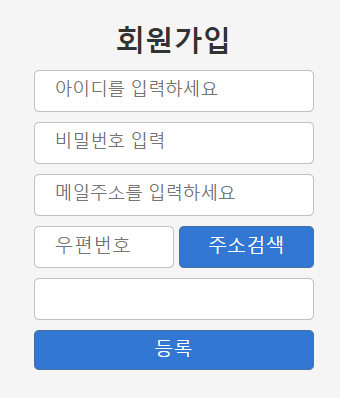 회원가입
아이디를 입력하세요
비밀번호 입력
메일주소를 입력하세요
우편번호 주소검색
등록